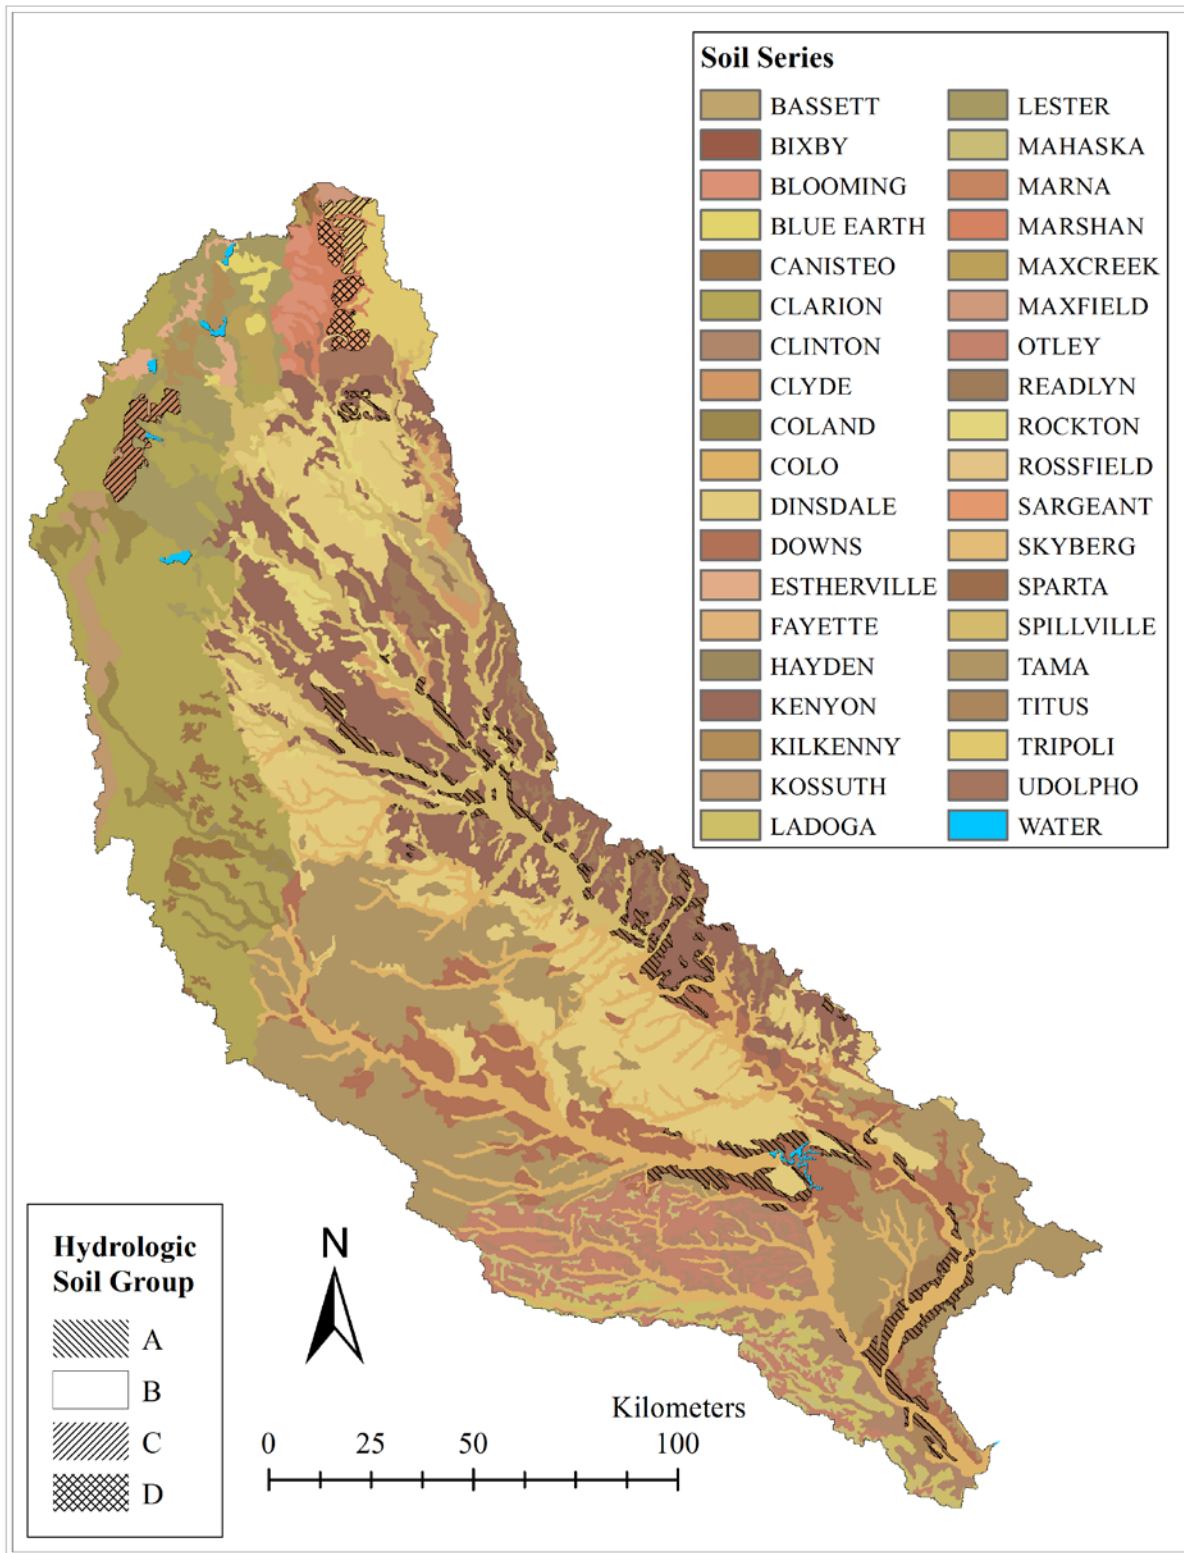 Soil Series
BASSETT
BIXBY
BLOOMING
BLUE EARTH
CANISTEO
CLARION
CLINTON
CLYDE
COLAND
COLO
DINSDALE
DOWNS
ESTHERVILLE
FAYETTE
HAYDEN
KENYON
KILKENNY
KOSSUTH
LADOGA
LESTER
MAHASKA
MARNA
MARSHAN
MAXCREEK
MAXFIELD
OTLEY
READLYN
ROCKTON
ROSSFIELD
SARGEANT
SKYBERG
SPARTA
SPILLVILLE
TAMA
TITUS
TRIPOLI
UDOLPHO
WATER
Hydrologic
Soil Group
A
B
C
D
N
Kilometers
0 25 50 100